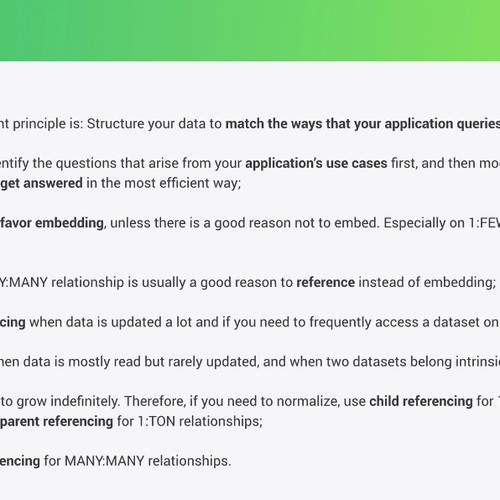 nt principle is: Structure your data to match the ways that your application queries
entify the questions that arise from your application's use cases first, and then mo
get answered in the most efficient way;
favor embedding, unless there is a good reason not to embed. Especially on 1:FEW
Y:MANY relationship is usually a good reason to reference instead of embedding;
cing when data is updated a lot and if you need to frequently access a dataset on
hen data is mostly read but rarely updated, and when two datasets belong intrinsi
to grow indefinitely. Therefore, if you need to normalize, use child referencing for 1
parent referencing for 1:TON relationships;
encing for MANY:MANY relationships.